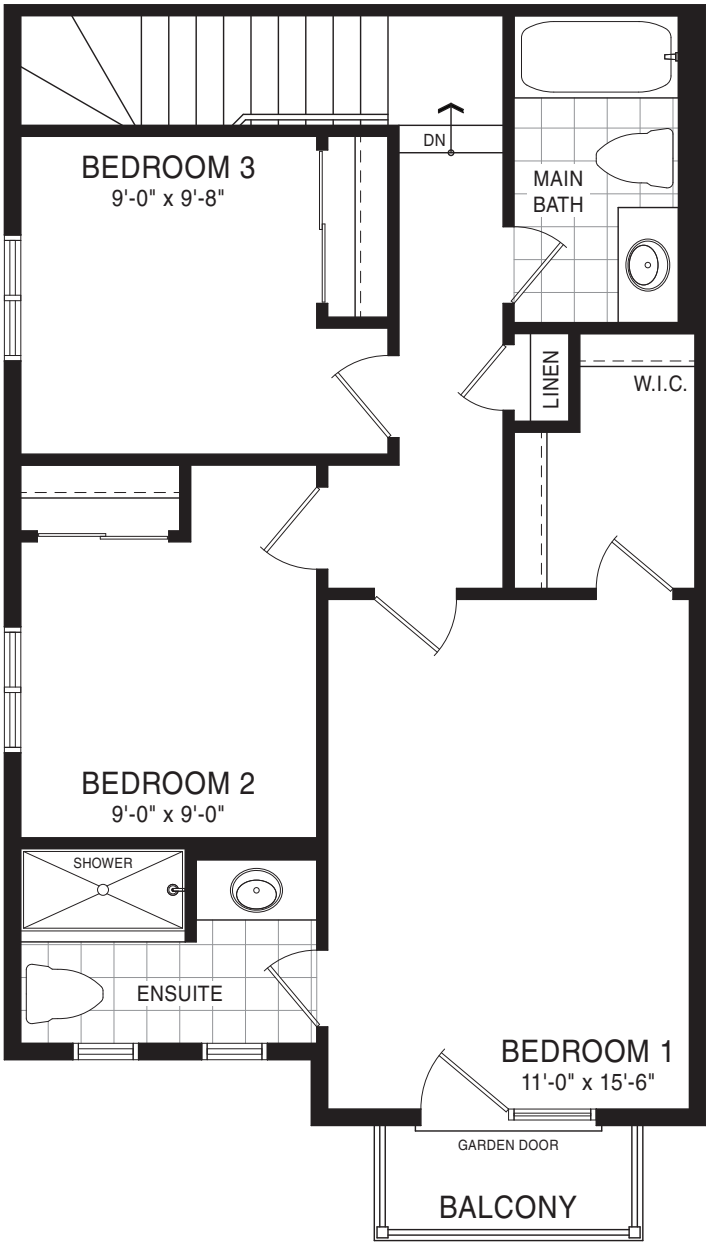 DN
BEDROOM 3
9'-0" x 9'-8"
MAIN
BATH
LINEN
W.I.C.
BEDROOM 2
9'-0" x 9'-0"
SHOWER
ENSUITE
BEDROOM 1
11'-0" x 15'-6"
GARDEN DOOR
BALCONY